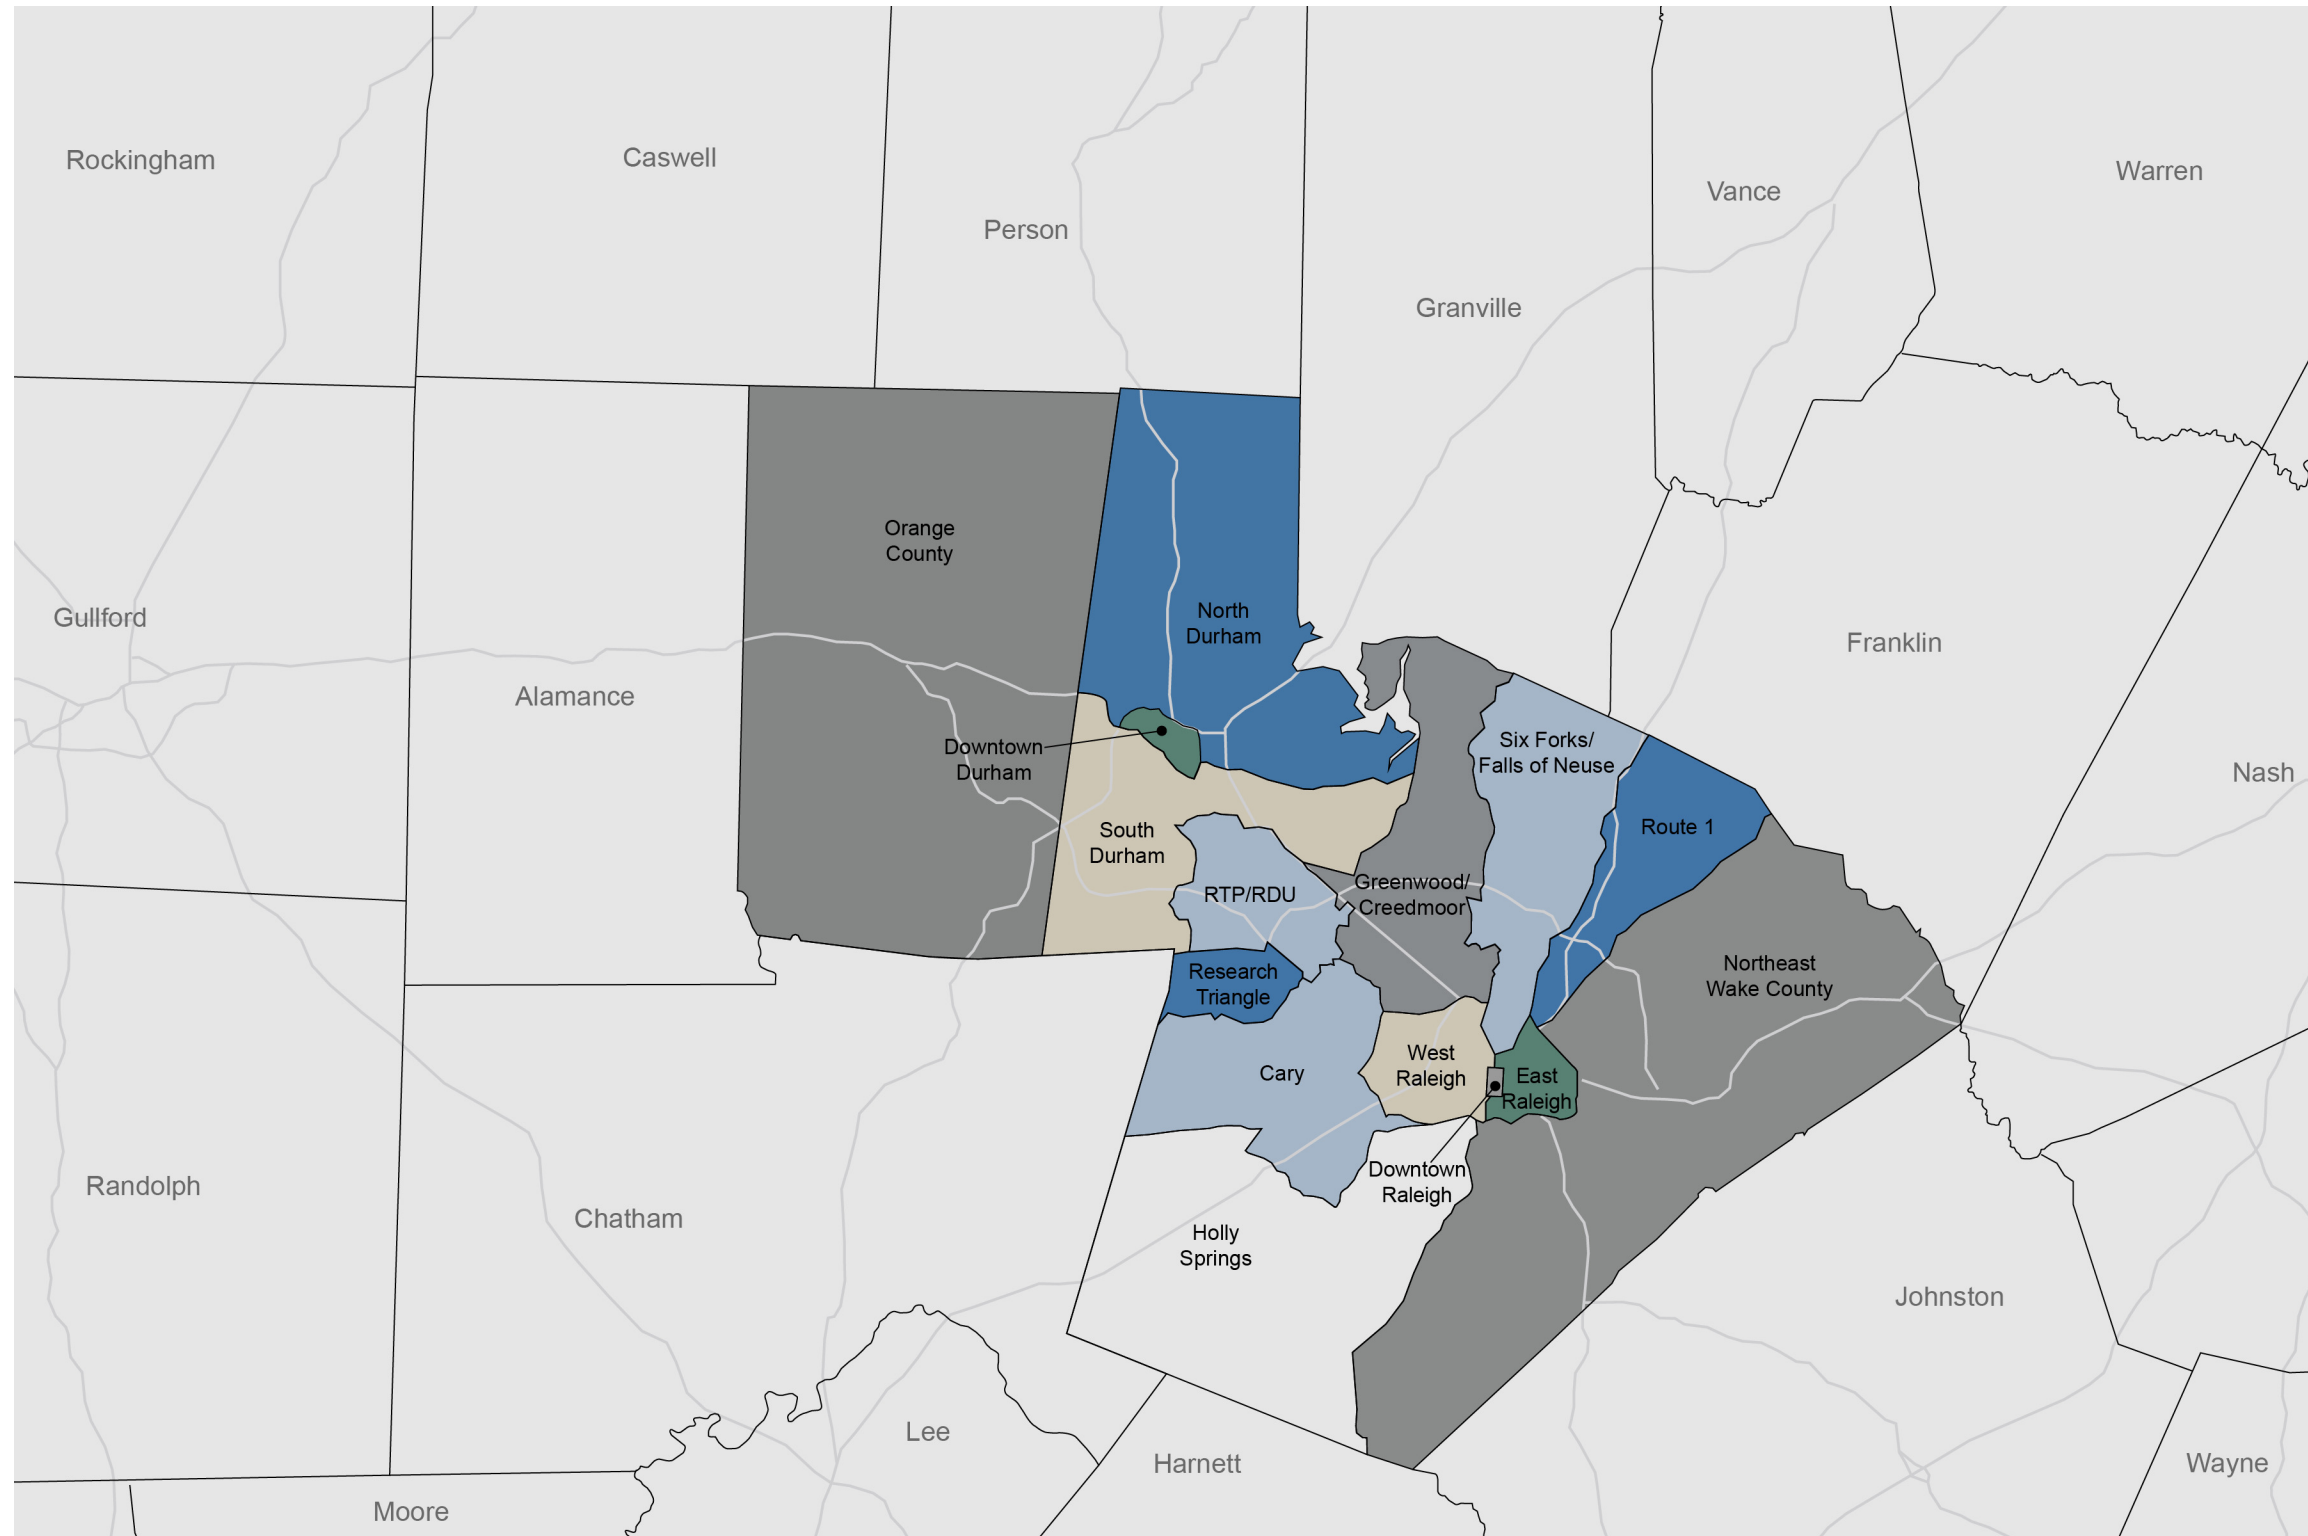 Rockingham
Caswell
Person
Vance
Warren
Granville
Orange
County
North
Durham
Gullford
Franklin
Alamance
Downtown
Durham
Six Forks/
Falls of Neuse
Nash
South
Durham
Route 1
RTP/RDU
Greenwood/
Creedmoor
Research
Triangle
Northeast
Wake County
Cary
West
Raleigh
East
Raleigh
Downtown
Raleigh
Randolph
Chatham
Holly
Springs
Johnston
Lee
Harnett
Wayne
Moore